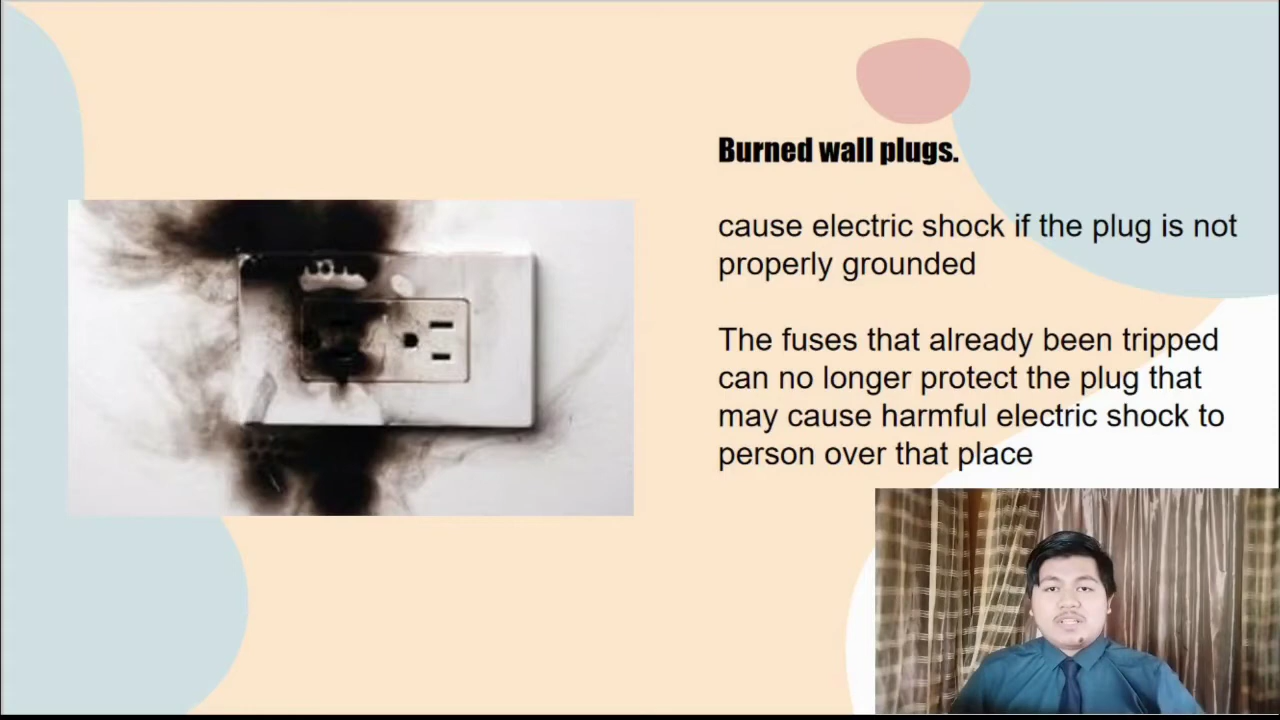 Burned wall plugs.
cause electric shock if the plug is not
properly grounded
The fuses that already been tripped
can no longer protect the plug that
may cause harmful electric shock to
person over that place